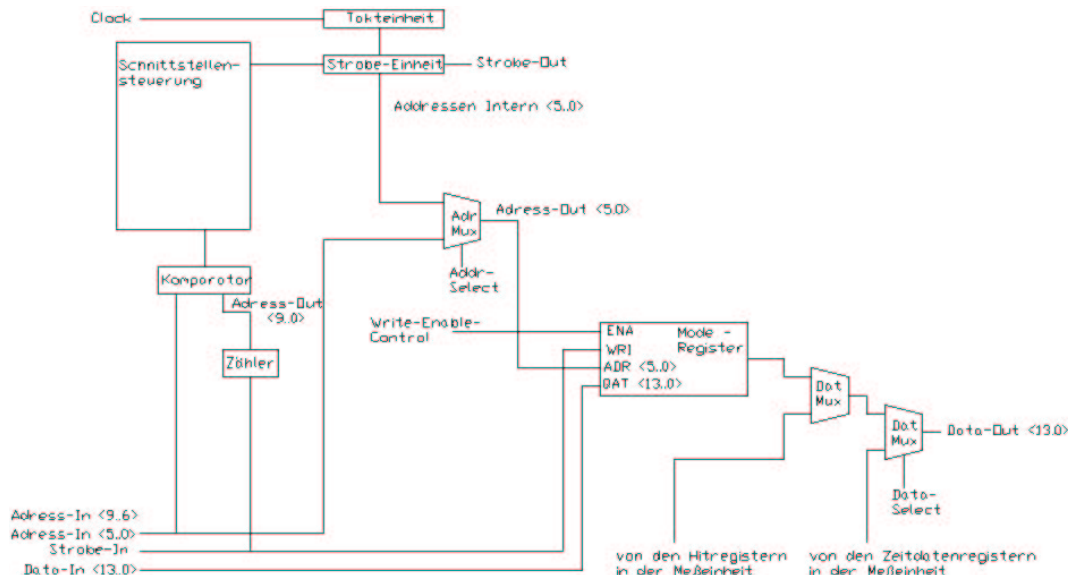 Clock
Takteinheit
Schnittstellen-
steuerung
Strobe-Einheit
Strobe-Out
Addressen Intern <5..0>
Adr
Mux
Adress-Out <5.0>
Addr-
Select
Komparator
Adress-Out
<9..0>
Zähler
Write-Enable-
Control
ENA
WRI
ADR <5..0>
DAT <13..0>
Mode -
Register
Dat
Mux
Dat
Mux
Data-Out <13.0>
Data-
Select
Adress-In <9..6>
Adress-In <5.0>
Strobe-In
Data-In <13.0>
von den Hitregistern
in der Meßeinheit
von den Zeitdatenregistern
in der Meßeinheit